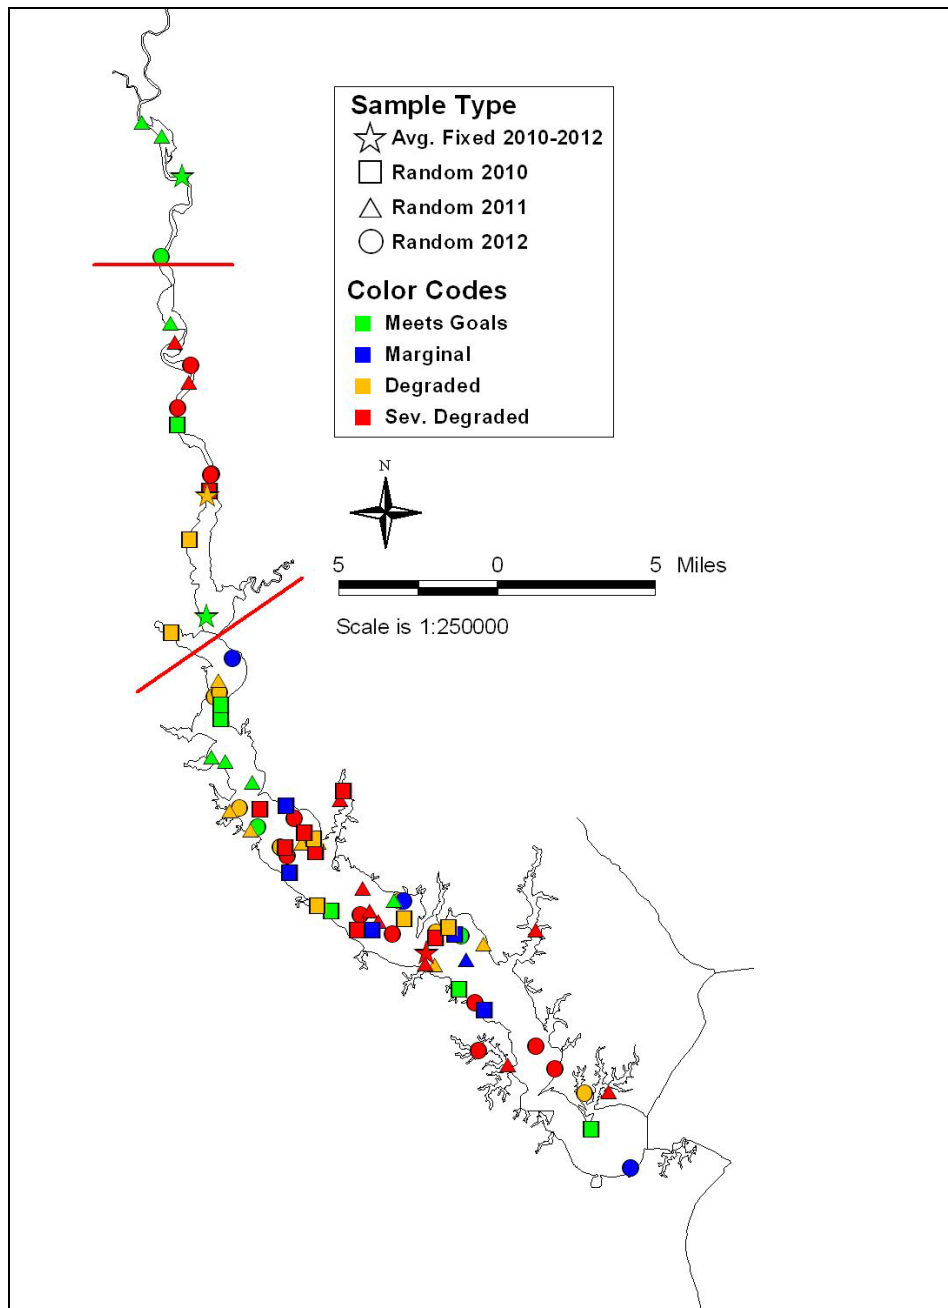 Sample Type
Avg. Fixed 2010-2012
Random 2010
Random 2011
Random 2012
Color Codes
Meets Goals
Marginal
Degraded
Sev. Degraded
N
5 0 5 Miles
Scale is 1:250000